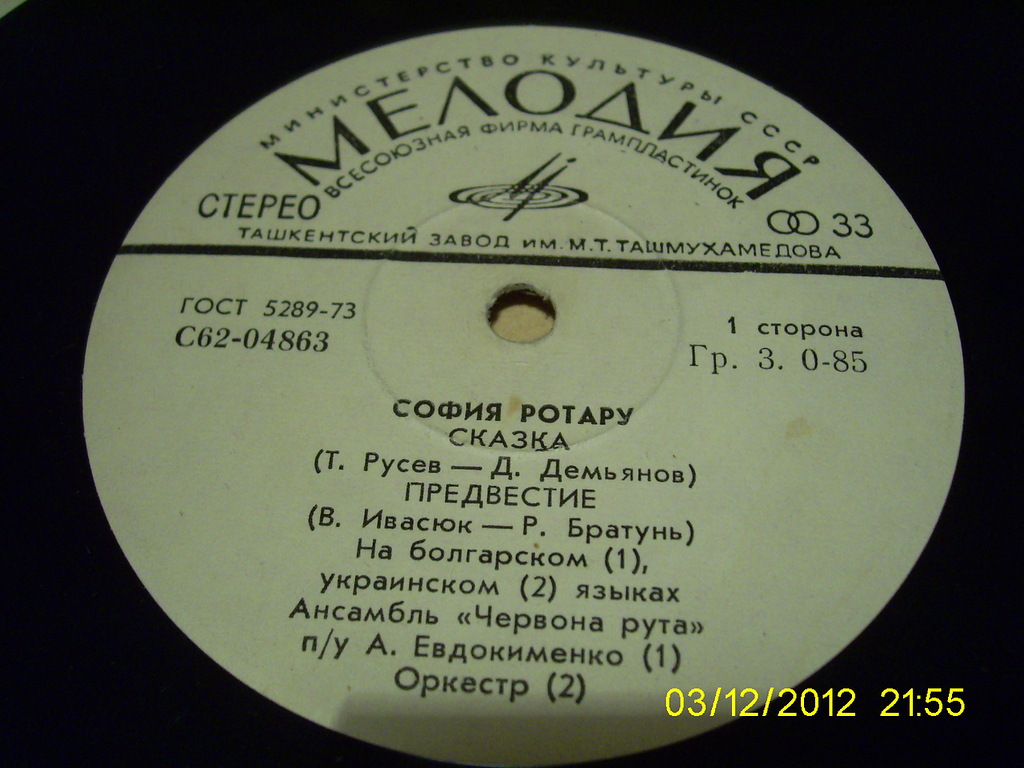 МИНИСТЕРСТВО КУЛЬТУРЫ СССР
МЕЛОДИЯ
ВСЕСОЮЗНАЯ ФИРМА ГРАМПЛАСТИНОК
СТЕРЕО
33
ТАШКЕНТСКИЙ ЗАВОД ИМ. М.Т. ТАШМУХАМЕДОВА
ГОСТ 5289-73
С62-04863
1 сторона
Гр. 3. 0-85
СОФИЯ РОТАРУ
СКАЗКА
(Т. Русев — Д. Демьянов)
ПРЕДВЕСТИЕ
(В. Ивасюк — Р. Братунь)
На болгарском (1),
украинском (2) языках
Ансамбль «Червона рута»
п/у А. Евдокименко (1)
Оркестр (2)
03/12/2012 21:55